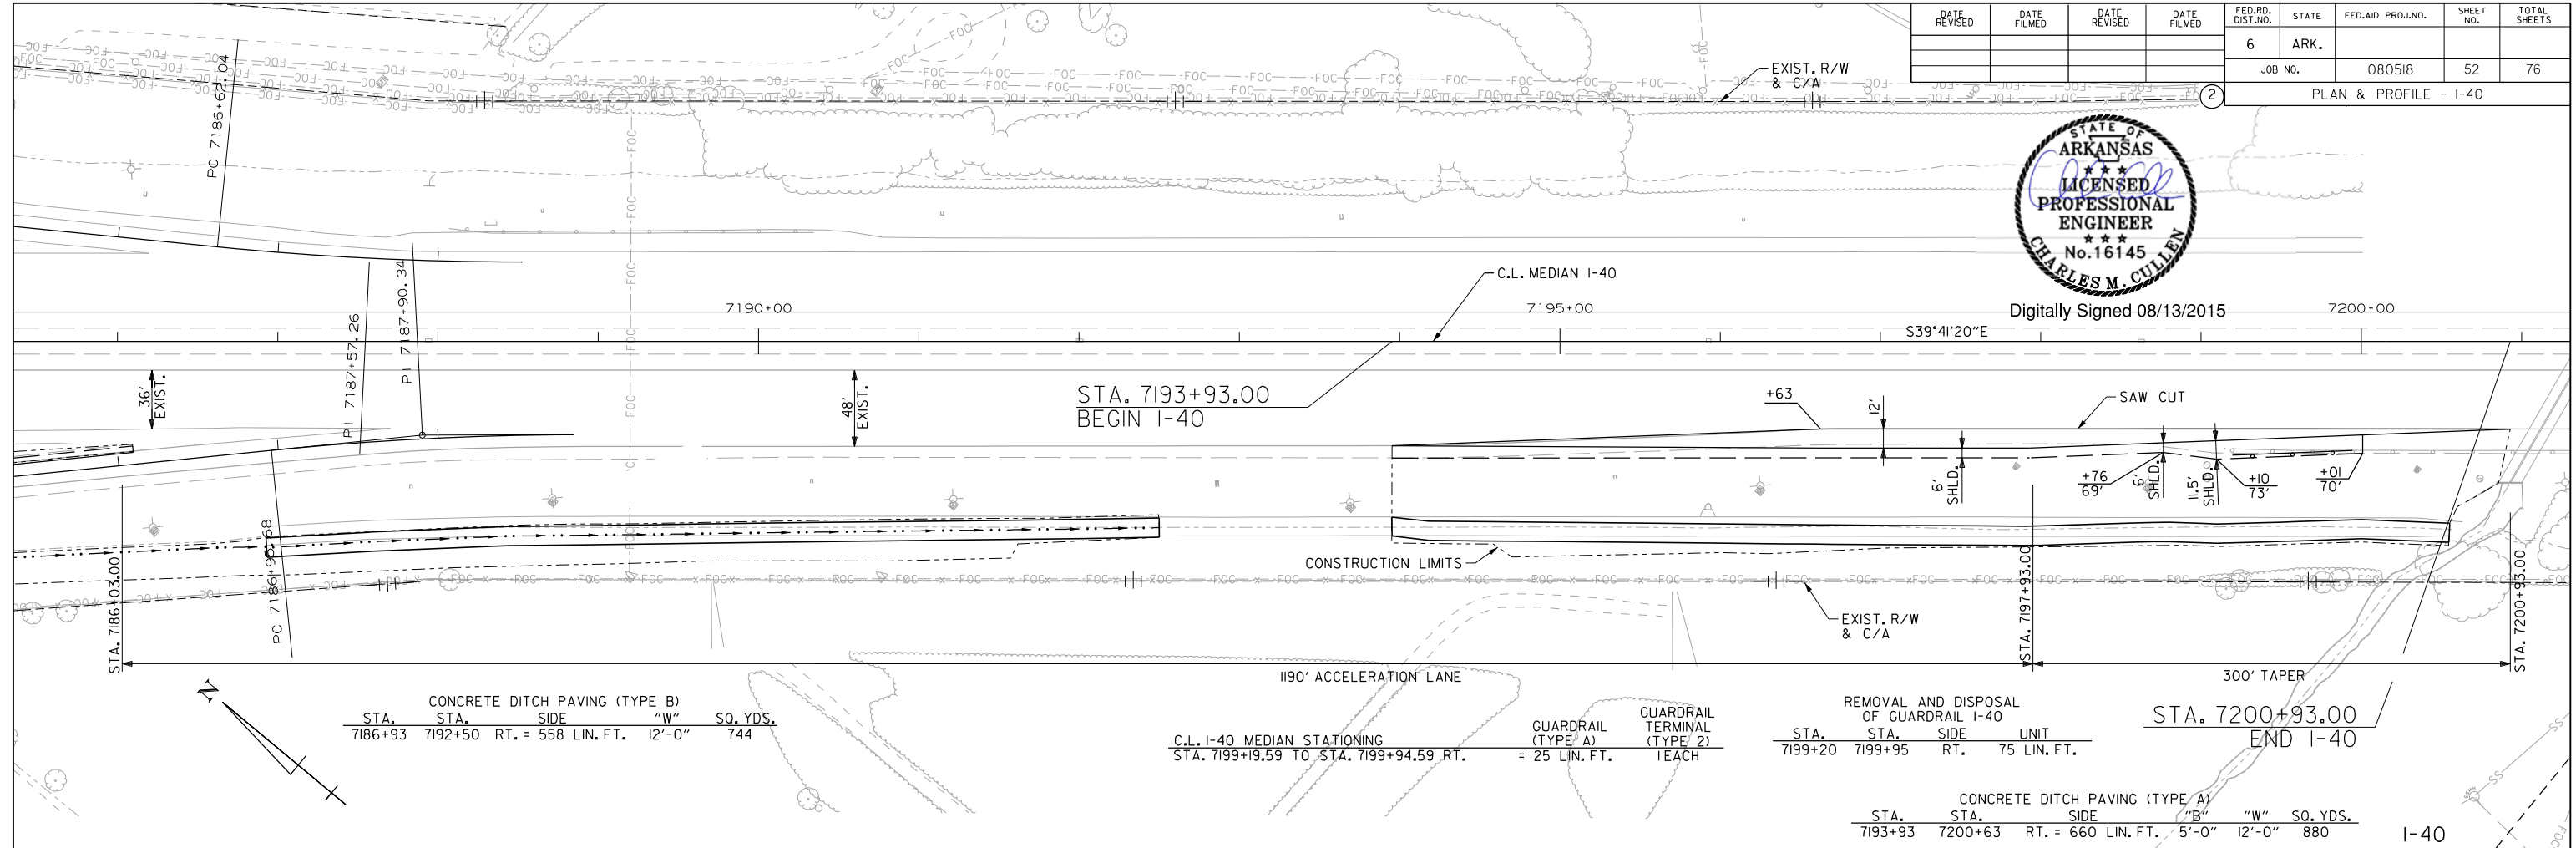 DATE REVISED
DATE FILMED
DATE REVISED
DATE FILMED
FED.RD. DIST.NO.
STATE
FED.AID PROJ.NO.
SHEET NO.
TOTAL SHEETS
6
ARK.
JOB NO.
080518
52
176
2
PLAN & PROFILE - I-40
STATE OF
ARKANSAS
★ ★ ★
LICENSED
PROFESSIONAL
ENGINEER
★ ★ ★
No.16145
CHARLES M. CULLEN
Digitally Signed 08/13/2015
EXIST. R/W
& C/A
PC 7186+62.04
PI 7187+57.26
PI 7187+90.34
C.L. MEDIAN I-40
7190+00
7195+00
7200+00
S39°41'20"E
36'
EXIST.
48'
EXIST.
STA. 7193+93.00
BEGIN I-40
+63
12'
SAW CUT
6'
SHLD.
+76
69'
6'
SHLD.
11.5'
SHLD.
+10
73'
+01
70'
FOC
PC 7186+96.68
STA. 7186+03.00
CONSTRUCTION LIMITS
EXIST. R/W
& C/A
STA. 7197+93.00
STA. 7200+93.00
1190' ACCELERATION LANE
300' TAPER
N
CONCRETE DITCH PAVING (TYPE B)
STA. STA. SIDE "W" SQ. YDS.
7186+93 7192+50 RT. = 558 LIN. FT. 12'-0" 744
C.L. I-40 MEDIAN STATIONING
GUARDRAIL (TYPE A)
GUARDRAIL TERMINAL (TYPE 2)
STA. 7199+19.59 TO STA. 7199+94.59 RT. = 25 LIN. FT. 1 EACH
REMOVAL AND DISPOSAL
OF GUARDRAIL I-40
STA. STA. SIDE UNIT
7199+20 7199+95 RT. 75 LIN. FT.
STA. 7200+93.00
END I-40
CONCRETE DITCH PAVING (TYPE A)
STA. STA. SIDE "B" "W" SQ. YDS.
7193+93 7200+63 RT. = 660 LIN. FT. 5'-0" 12'-0" 880
I-40
SS